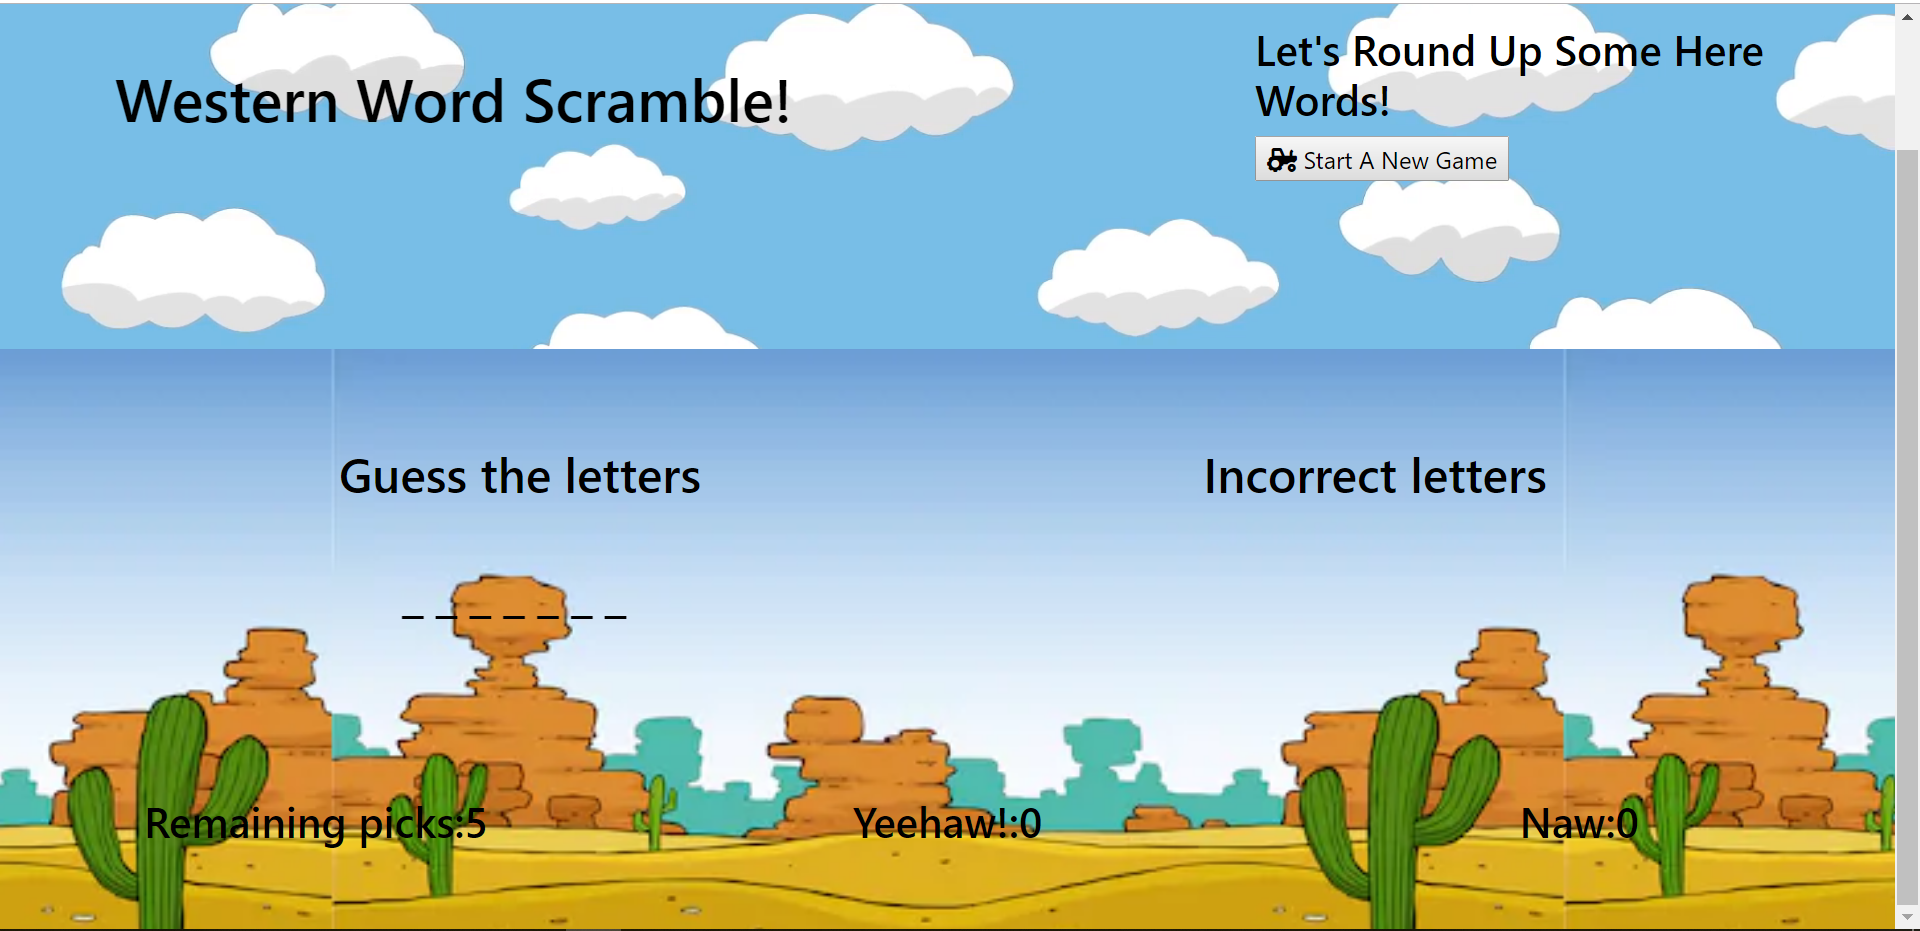 Western Word Scramble!
Let's Round Up Some Here
Words!
Start A New Game
Guess the letters
Incorrect letters
_ _ _ _ _ _ _
Remaining picks:5
Yeehaw!:0
Naw:0